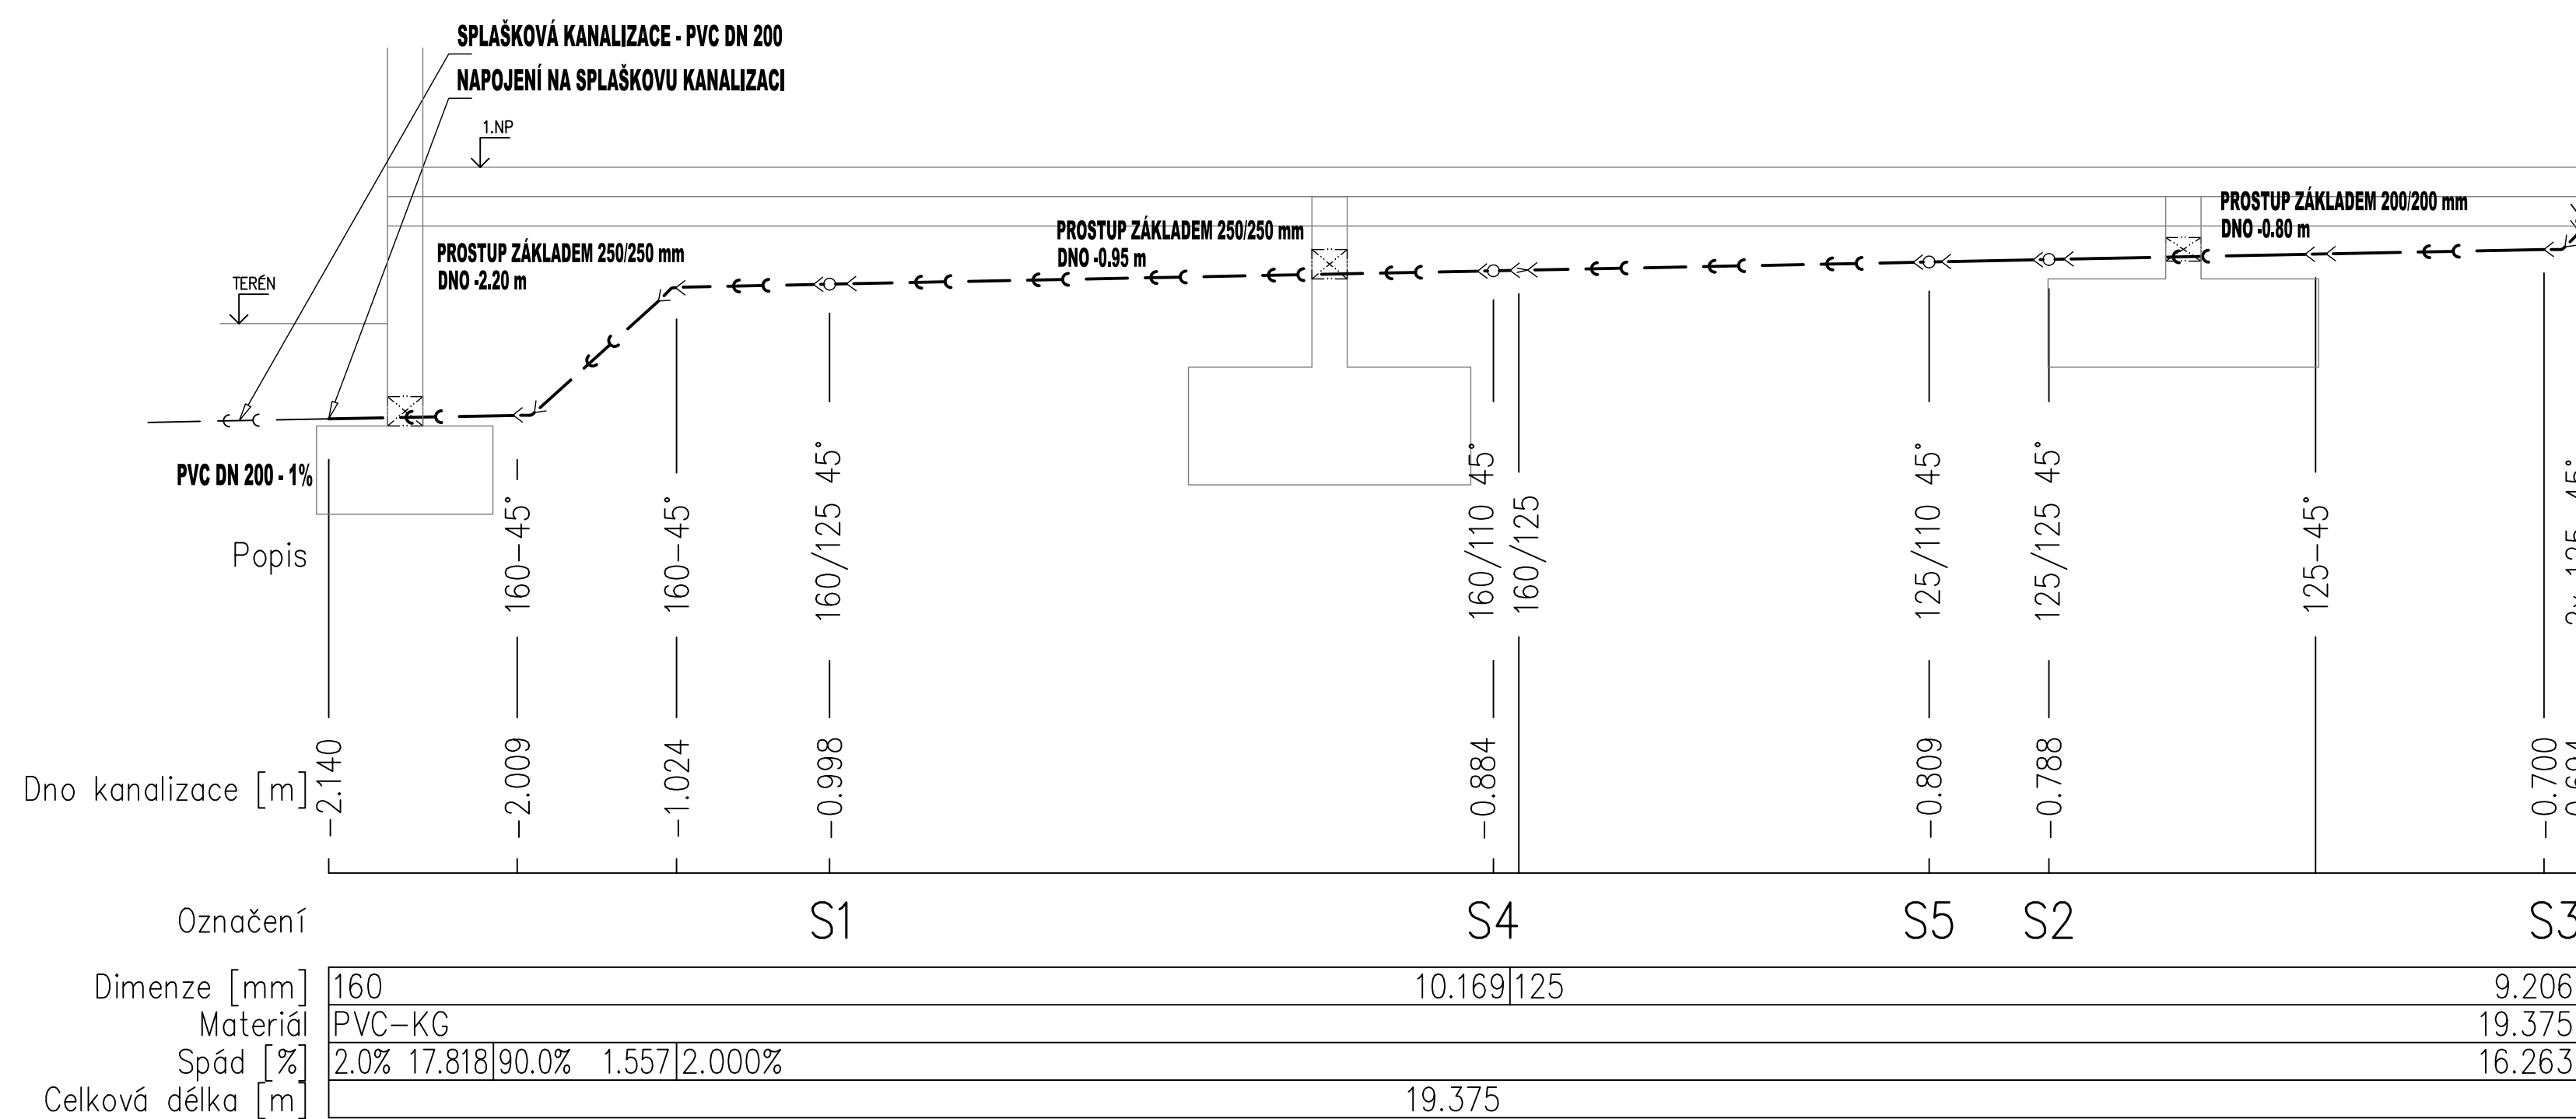 SPLAŠKOVÁ KANALIZACE - PVC DN 200
NAPOJENÍ NA SPLAŠKOVU KANALIZACI
1.NP
PROSTUP ZÁKLADEM 200/200 mm
DNO -0.80 m
PROSTUP ZÁKLADEM 250/250 mm
DNO -0.95 m
PROSTUP ZÁKLADEM 250/250 mm
DNO -2.20 m
TERÉN
PVC DN 200 - 1%
Popis
160-45°
160-45°
160/125 45°
160/110 45°
160/125
125/110 45°
125/125 45°
125-45°
Dno kanalizace [m]
-2.140
-2.009
-1.024
-0.998
-0.884
-0.809
-0.788
-0.700
Označení
S1
S4
S5
S2
S3
Dimenze [mm] 160 10.169 125 9.206
Materiál PVC-KG 19.375
Spád [%] 2.0% 17.818 90.0% 1.557 2.000% 16.263
Celková délka [m] 19.375